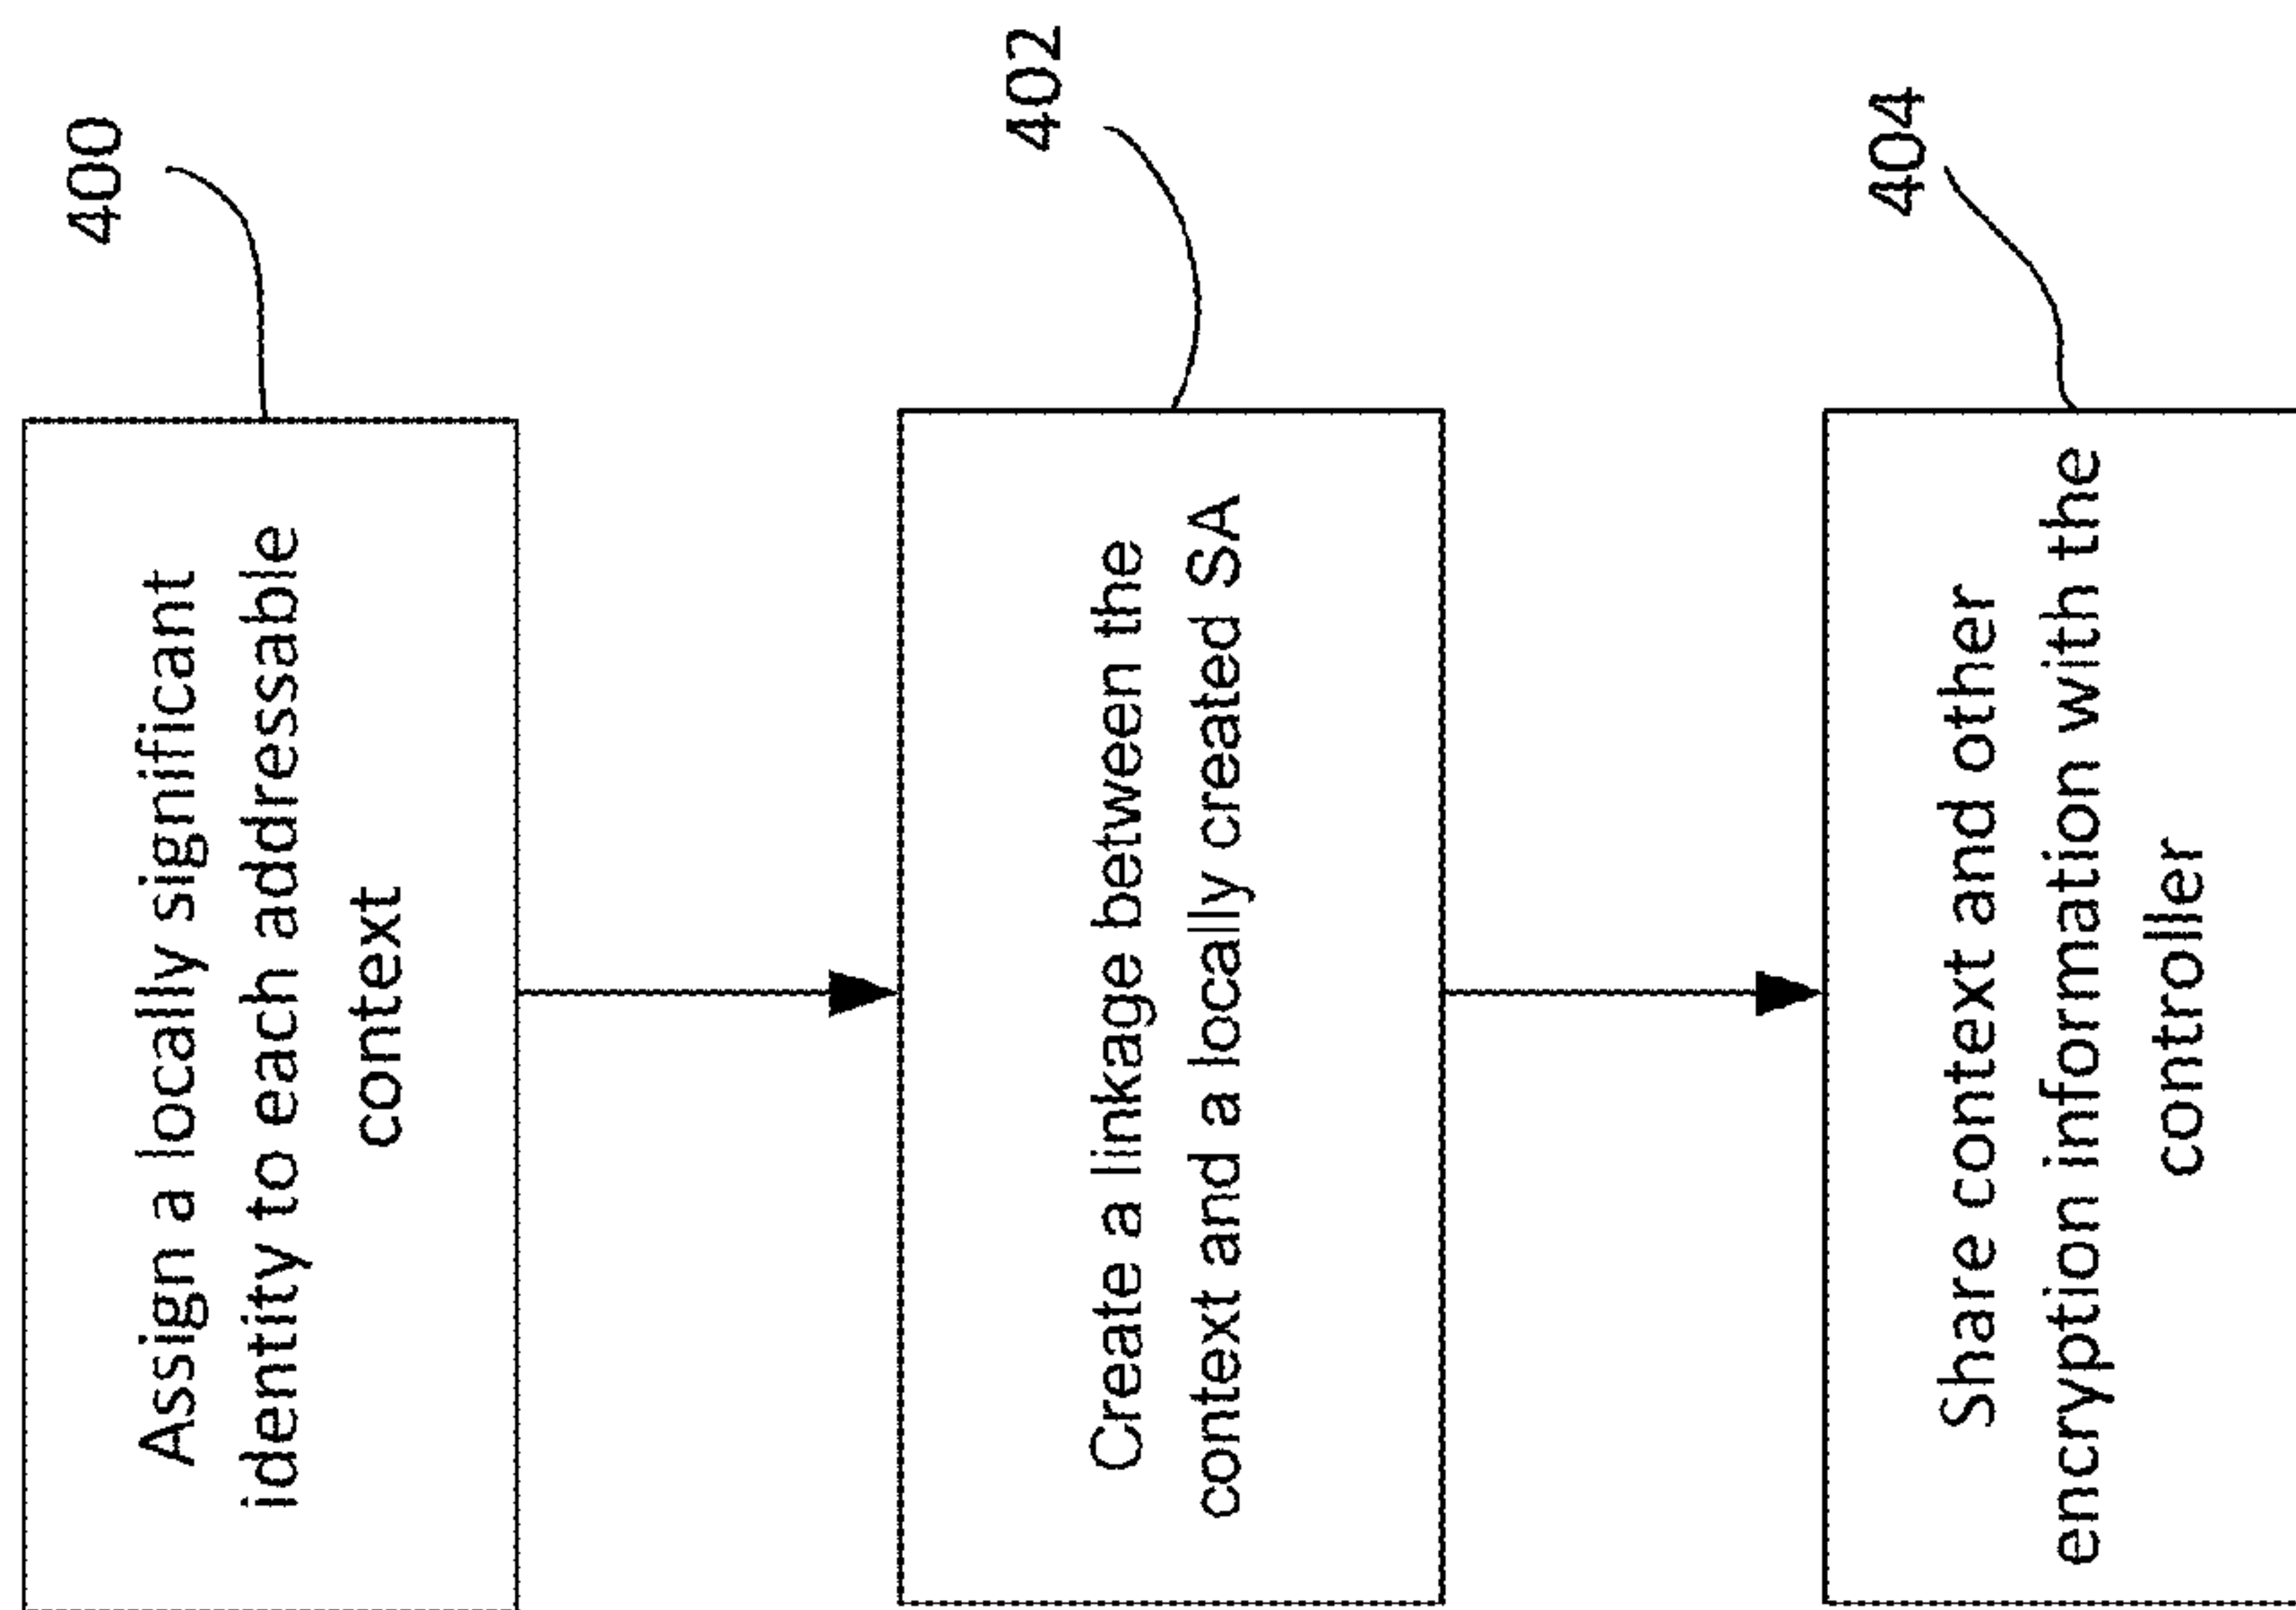 400
Assign a locally significant
identity to each addressable
context
402
Create a linkage between the
context and a locally created SA
404
Share context and other
encryption information with the
controller